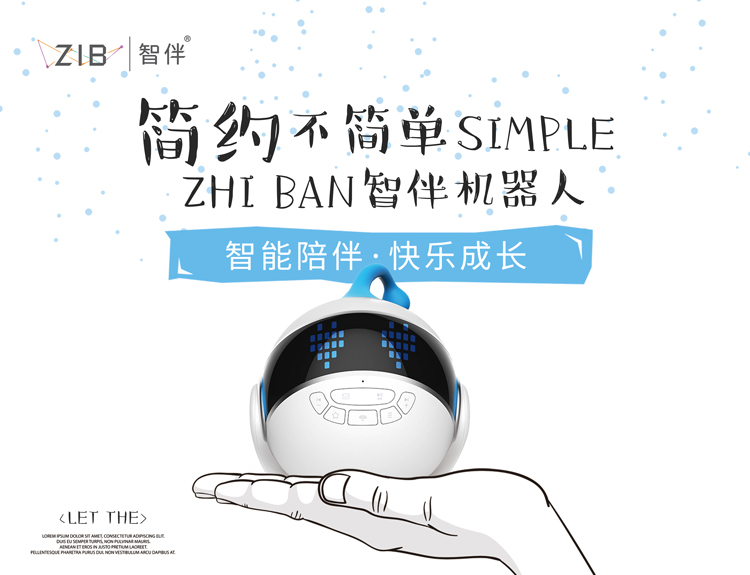 ZIB 智伴®
简约不简单SIMPLE
ZHI BAN智伴机器人
智能陪伴·快乐成长
<LET THE>
LOREM IPSUM DOLOR SIT AMET, CONSECTETUR ADIPISCING ELIT.
DUIS EU SEMPER TURPIS, NON PULVINAR MAURIS.
AENEAN ET EROS IN JUSTO PRETIUM LAOREET.
PELLENTESQUE PHARETRA PURUS DUI, NON VESTIBULUM ARCU DAPIBUS AT.